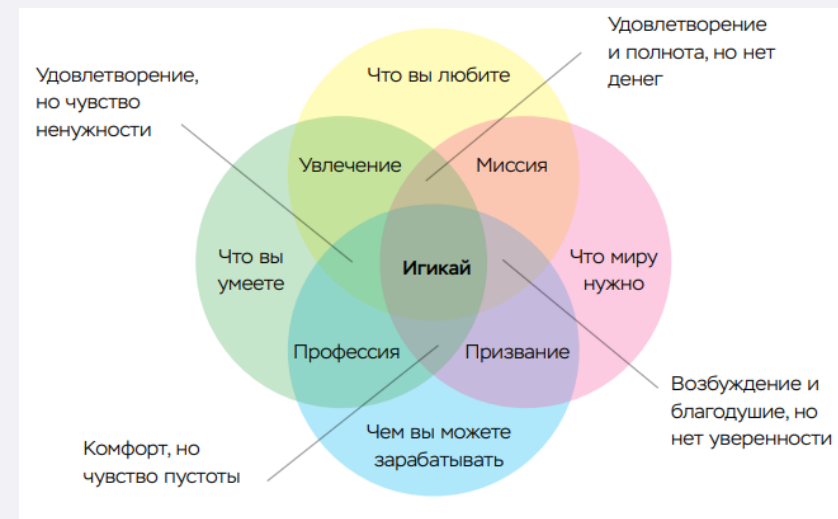 Удовлетворение
и полнота, но нет
денег
Удовлетворение,
но чувство
ненужности
Что вы любите
Увлечение
Миссия
Что вы
умеете
Игикай
Что миру
нужно
Профессия
Призвание
Чем вы можете
зарабатывать
Возбуждение и
благодушие, но
нет уверенности
Комфорт, но
чувство пустоты